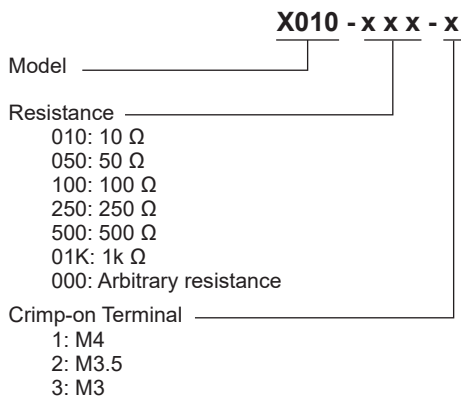 X010 - x x x - x
Model
Resistance
010: 10 Ω
050: 50 Ω
100: 100 Ω
250: 250 Ω
500: 500 Ω
01K: 1k Ω
000: Arbitrary resistance
Crimp-on Terminal
1: M4
2: M3.5
3: M3